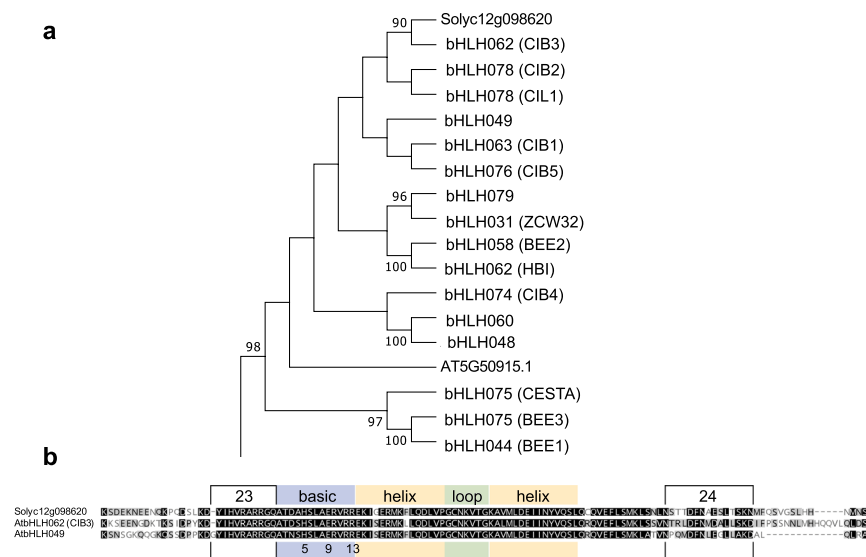 a
90
Solyc12g098620
bHLH062 (CIB3)
bHLH078 (CIB2)
bHLH078 (CIL1)
bHLH049
bHLH063 (CIB1)
bHLH076 (CIB5)
96
bHLH079
bHLH031 (ZCW32)
bHLH058 (BEE2)
100
bHLH062 (HBI)
bHLH074 (CIB4)
bHLH060
100
bHLH048
98
AT5G50915.1
bHLH075 (CESTA)
97
bHLH075 (BEE3)
100
bHLH044 (BEE1)
b
23 basic helix loop helix 24
Solyc12g098620
AtbHLH062 (CIB3)
AtbHLH049
5 9 13